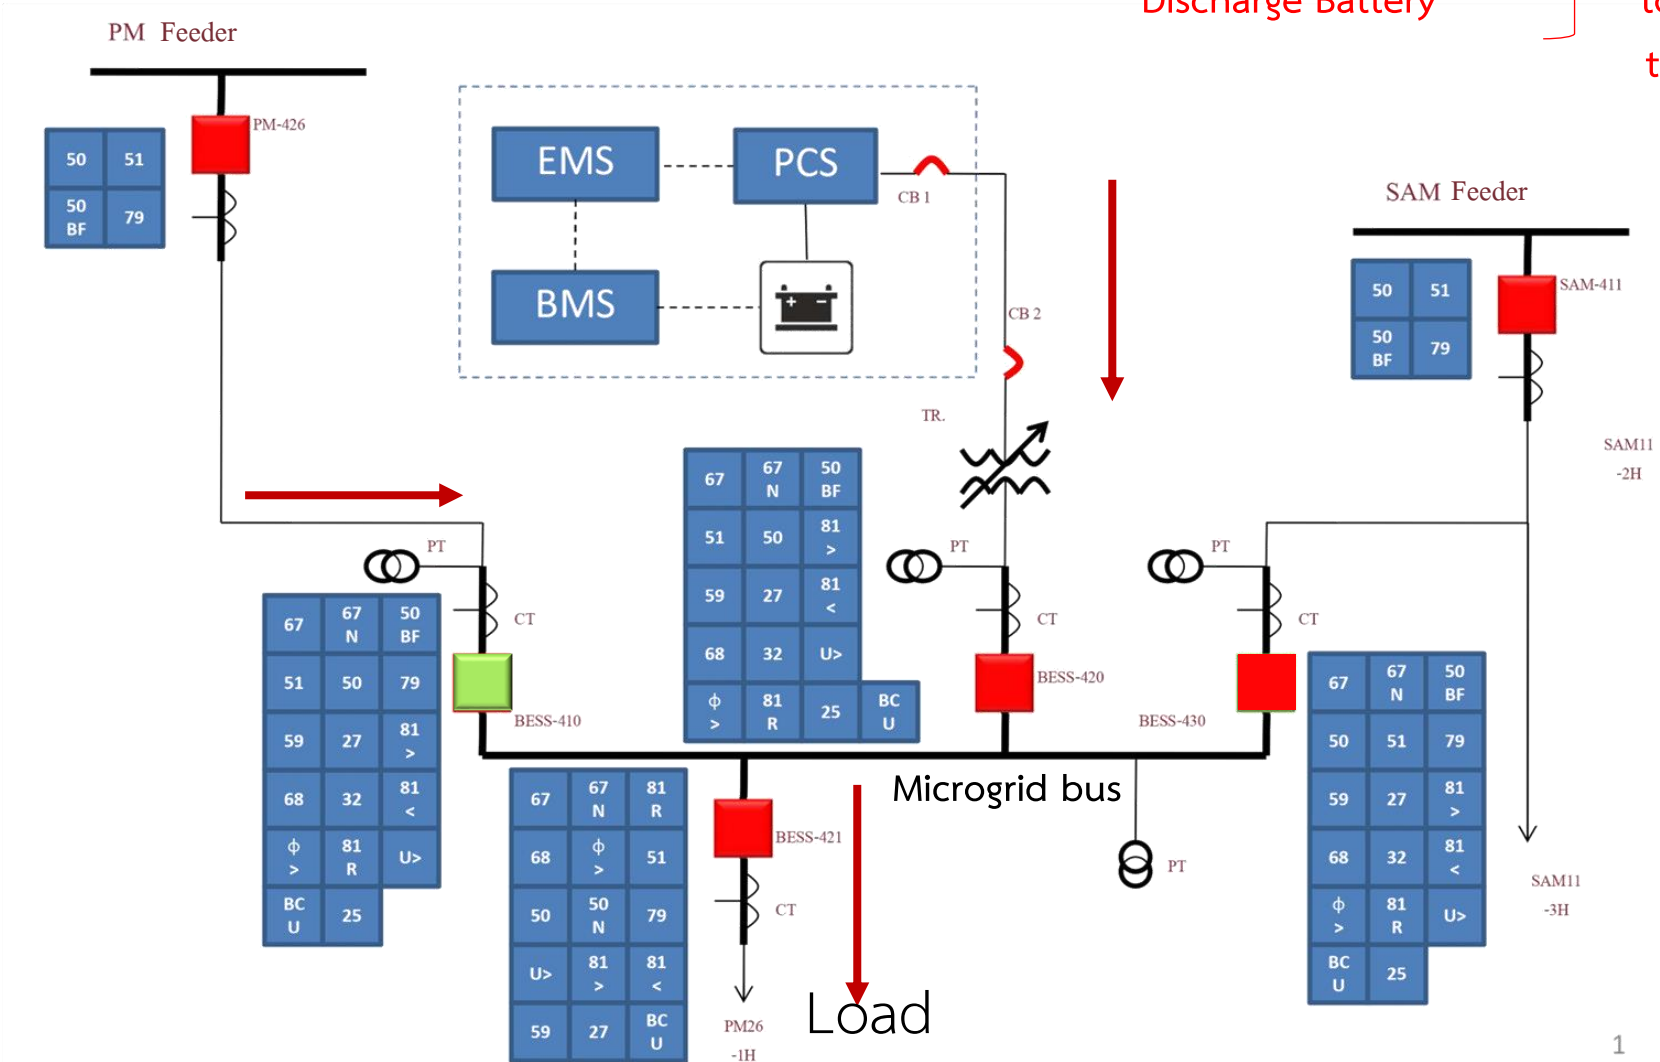 Discharge Battery
PM Feeder
PM-426
50 51
50
BF
79
EMS
PCS
CB 1
BMS
+ −
CB 2
SAM Feeder
SAM-411
50 51
50
BF
79
SAM11
-2H
TR.
67
67
N
50
BF
51 50
81
>
59 27
81
<
68 32 U>
ϕ
>
81
R
25
BC
U
PT
CT
BESS-410
67
67
N
50
BF
51 50 79
59 27
81
>
68 32
81
<
ϕ
>
81
R
U>
BC
U
25
PT
CT
BESS-420
PT
CT
BESS-430
67
67
N
50
BF
50 51 79
59 27
81
>
68 32
81
<
ϕ
>
81
R
U>
BC
U
25
Microgrid bus
67
67
N
81
R
68
ϕ
>
51
50
50
N
79
U>
81
>
81
<
59 27
BC
U
BESS-421
CT
PT
SAM11
-3H
PM26
-1H
Load
1